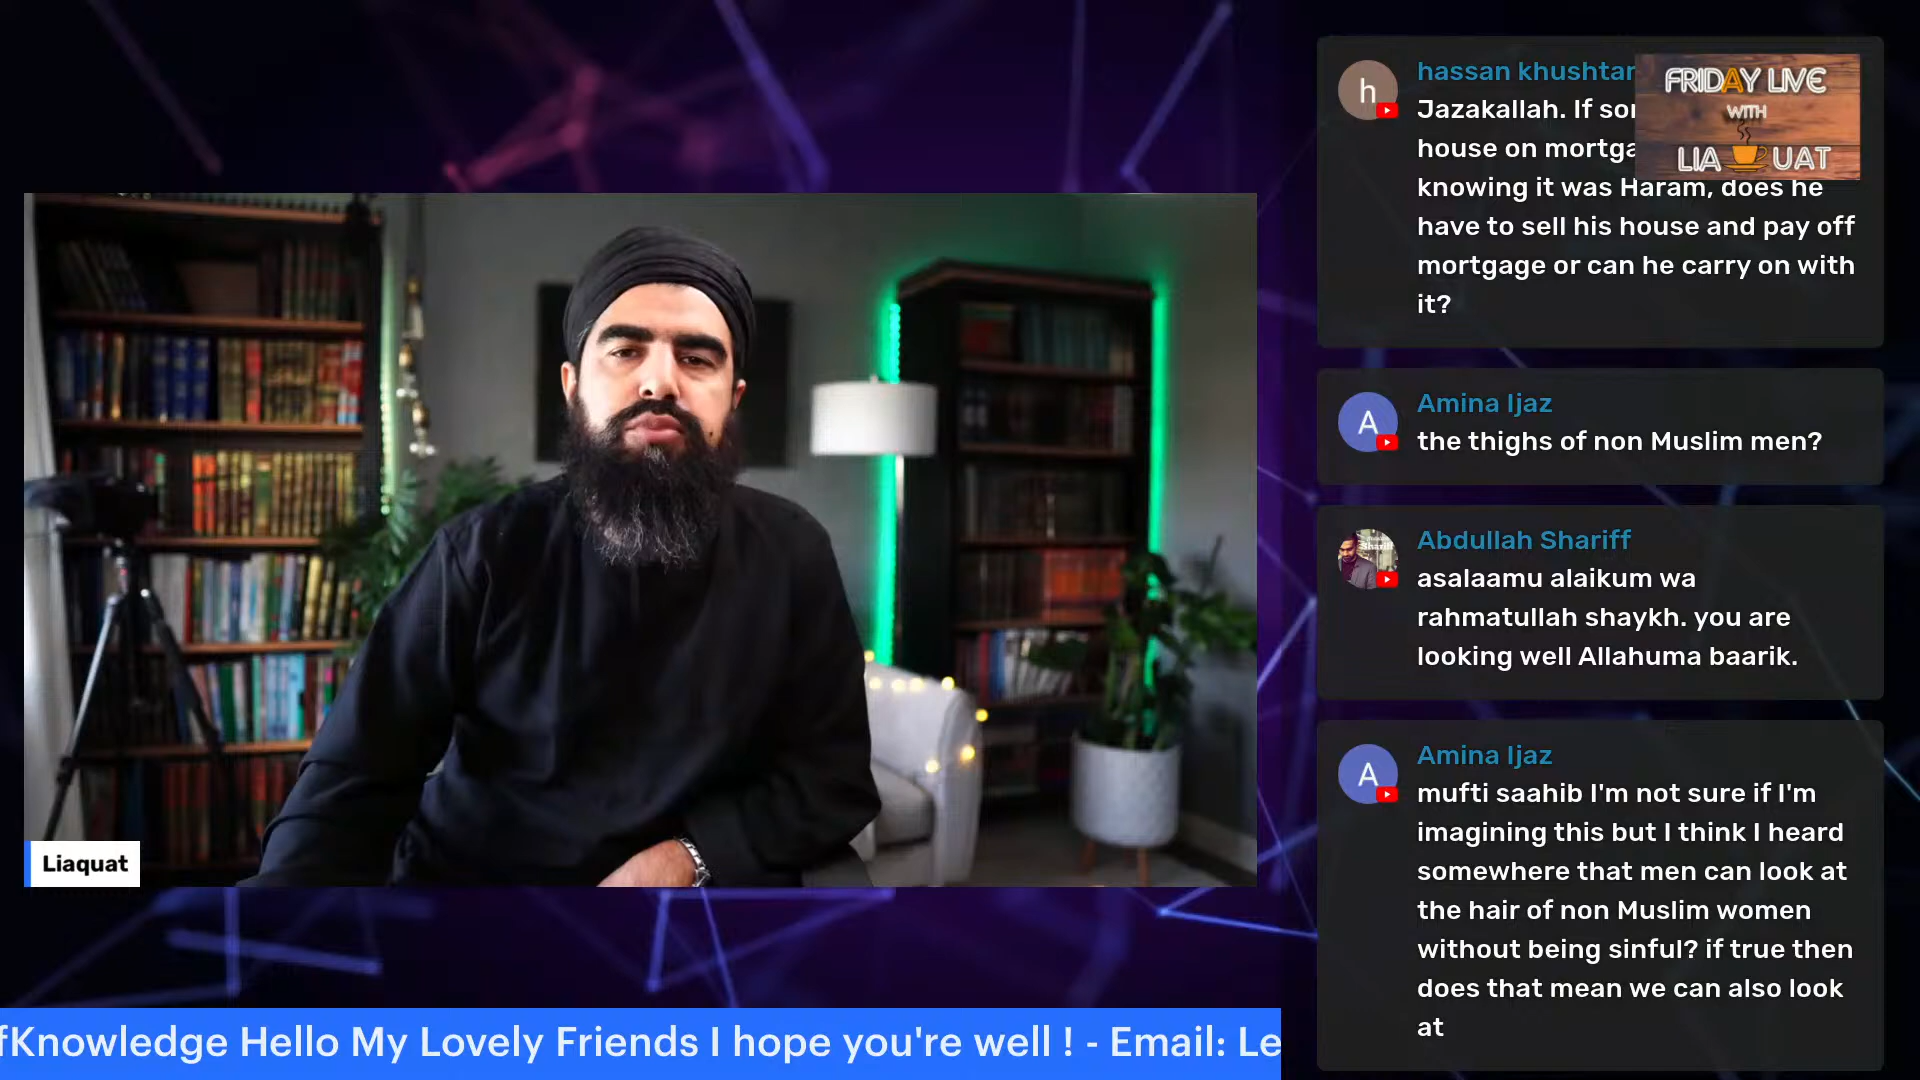 hassan khushtar
Jazakallah. If
house on
knowing it was Haram, does he
have to sell his house and pay off
mortgage or can he carry on with
it?
FRIDAY LIVE
WITH
LIA UAT
Amina Ijaz
the thighs of non Muslim men?
Abdullah Shariff
asalaamu alaikum wa
rahmatullah shaykh. you are
looking well Allahuma baarik.
Amina Ijaz
mufti saahib I'm not sure if I'm
imagining this but I think I heard
somewhere that men can look at
the hair of non Muslim women
without being sinful? if true then
does that mean we can also look
at
h
A
A
Liaquat
fKnowledge Hello My Lovely Friends I hope you're well ! - Email: Le